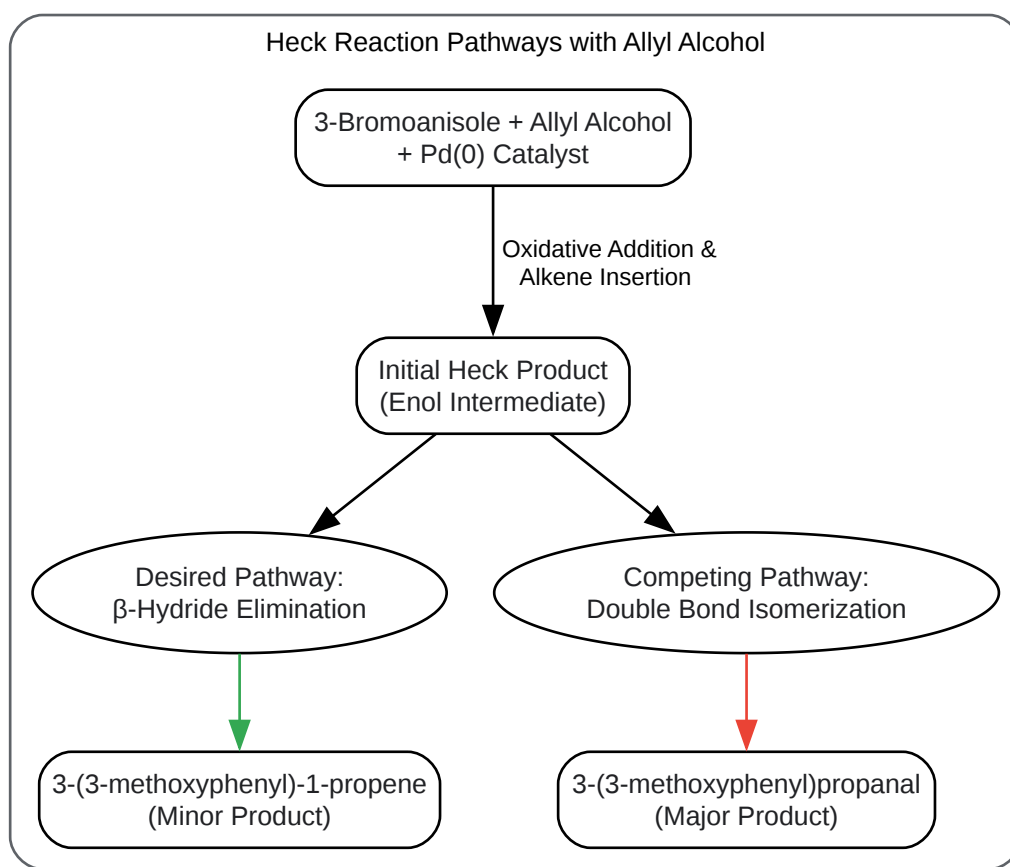 Heck Reaction Pathways with Allyl Alcohol
3-Bromoanisole + Allyl Alcohol
+ Pd(0) Catalyst
Oxidative Addition &
Alkene Insertion
Initial Heck Product
(Enol Intermediate)
Desired Pathway:
β-Hydride Elimination
Competing Pathway:
Double Bond Isomerization
3-(3-methoxyphenyl)-1-propene
(Minor Product)
3-(3-methoxyphenyl)propanal
(Major Product)